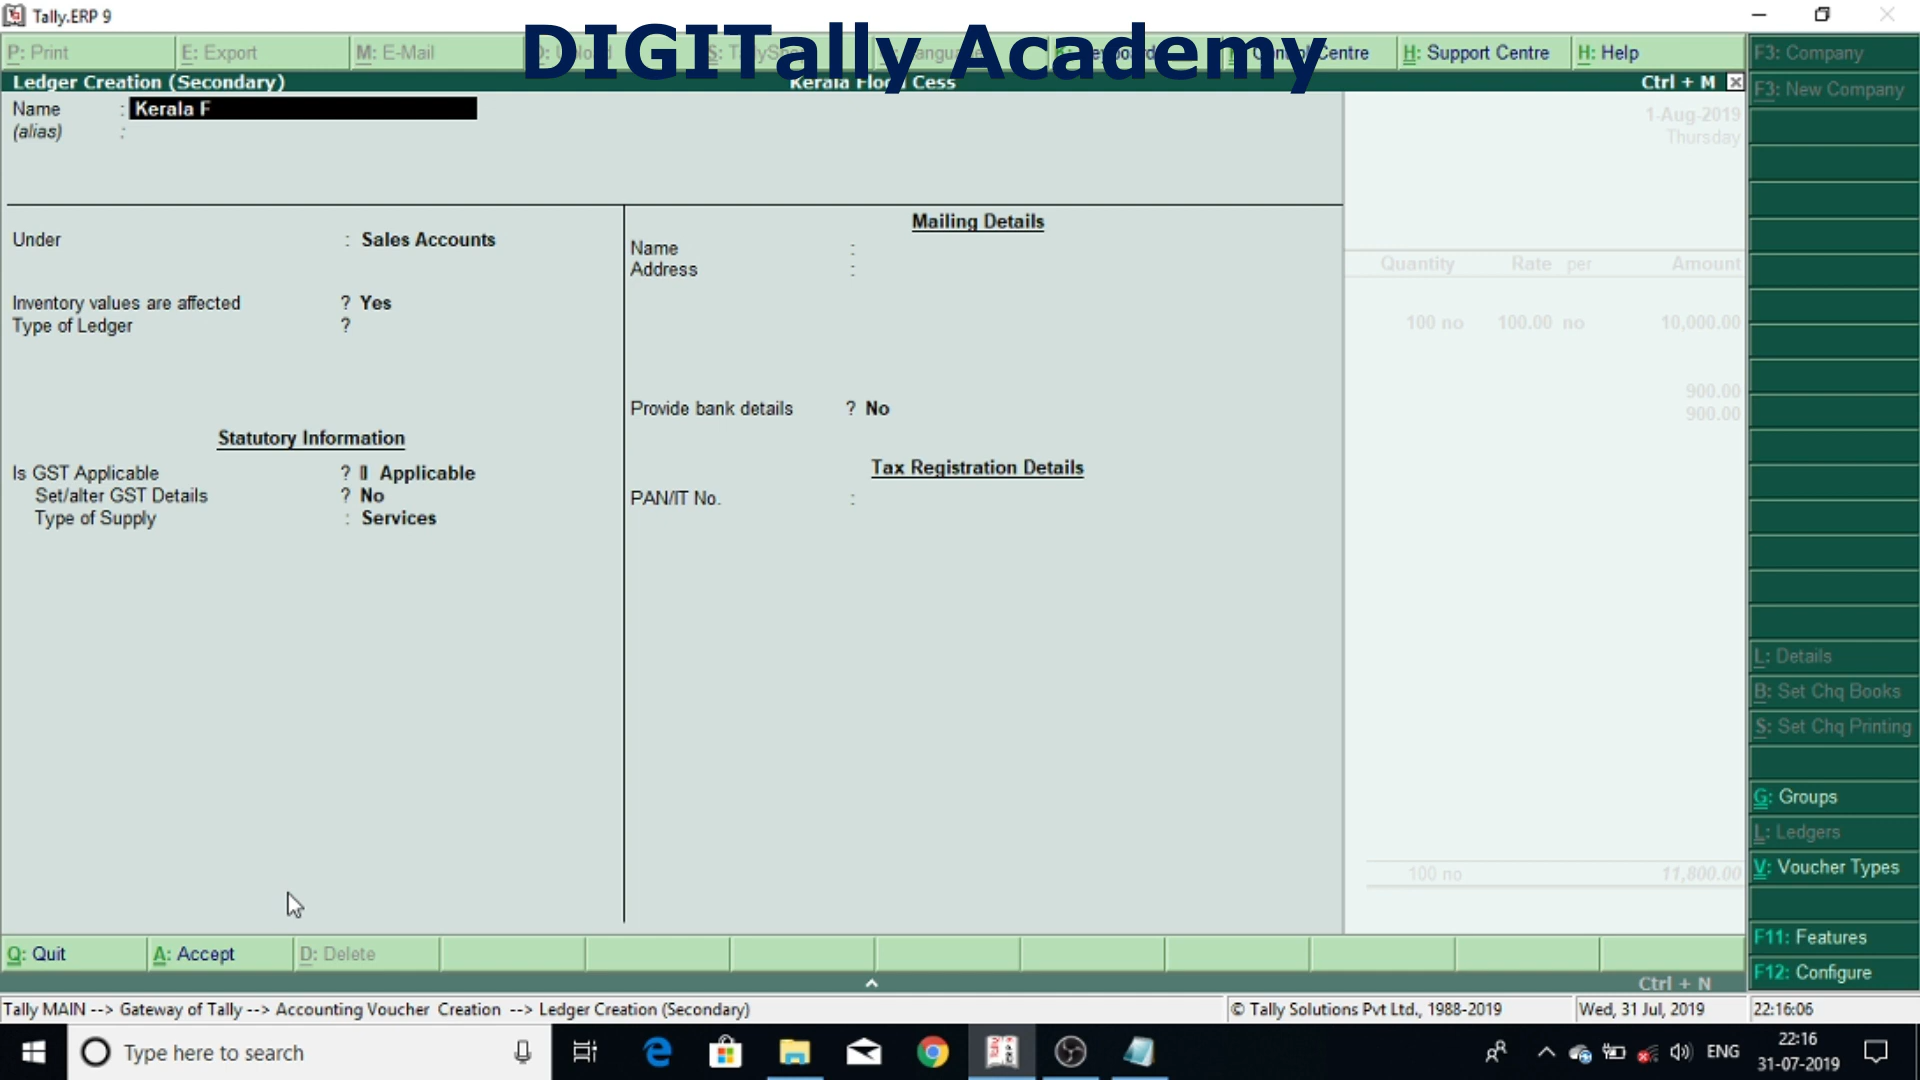 Tally.ERP 9
DIGITally Academy
P: Print E: Export M: E-Mail Control Centre H: Support Centre H: Help
F3: Company
Ledger Creation (Secondary) Kerala Flood Cess Ctrl + M
F3: New Company
Name : Kerala F
(alias) :
1-Aug-2019
Thursday
Under : Sales Accounts
Inventory values are affected ? Yes
Type of Ledger ?
Statutory Information
Is GST Applicable ? Applicable
Set/alter GST Details ? No
Type of Supply : Services
Mailing Details
Name :
Address :
Provide bank details ? No
Tax Registration Details
PAN/IT No. :
Quantity Rate per Amount
100 no 100.00 no 10,000.00
900.00
900.00
100 no 11,800.00
L: Details
B: Set Chq Books
S: Set Chq Printing
G: Groups
L: Ledgers
V: Voucher Types
F11: Features
F12: Configure
Q: Quit A: Accept D: Delete
Ctrl + N
Tally MAIN --> Gateway of Tally --> Accounting Voucher Creation --> Ledger Creation (Secondary) © Tally Solutions Pvt Ltd., 1988-2019 Wed, 31 Jul, 2019 22:16:06
Type here to search
ENG
22:16
31-07-2019